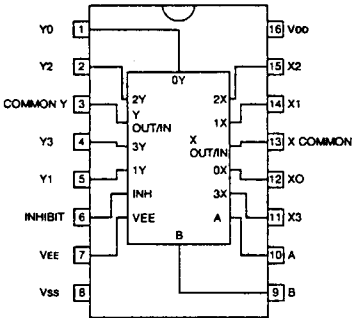 Y0 1 16 VDD
0Y
Y2 2 15 X2
2Y 2X
COMMON Y 3 14 X1
Y OUT/IN 1X
Y3 4 13 X COMMON
3Y X OUT/IN
Y1 5 12 XO
1Y 0X
INHIBIT 6 11 X3
INH 3X
VEE 7 10 A
VEE A
B
VSS 8 9 B